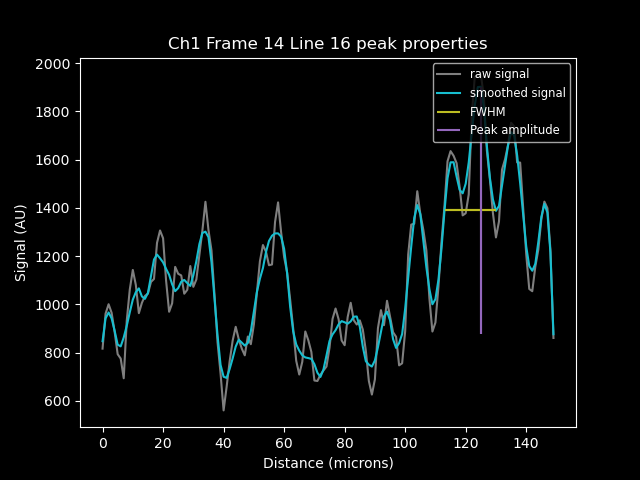 Ch1 Frame 14 Line 16 peak properties
raw signal
smoothed signal
FWHM
Peak amplitude
Signal (AU)
2000
1800
1600
1400
1200
1000
800
600
0 20 40 60 80 100 120 140
Distance (microns)